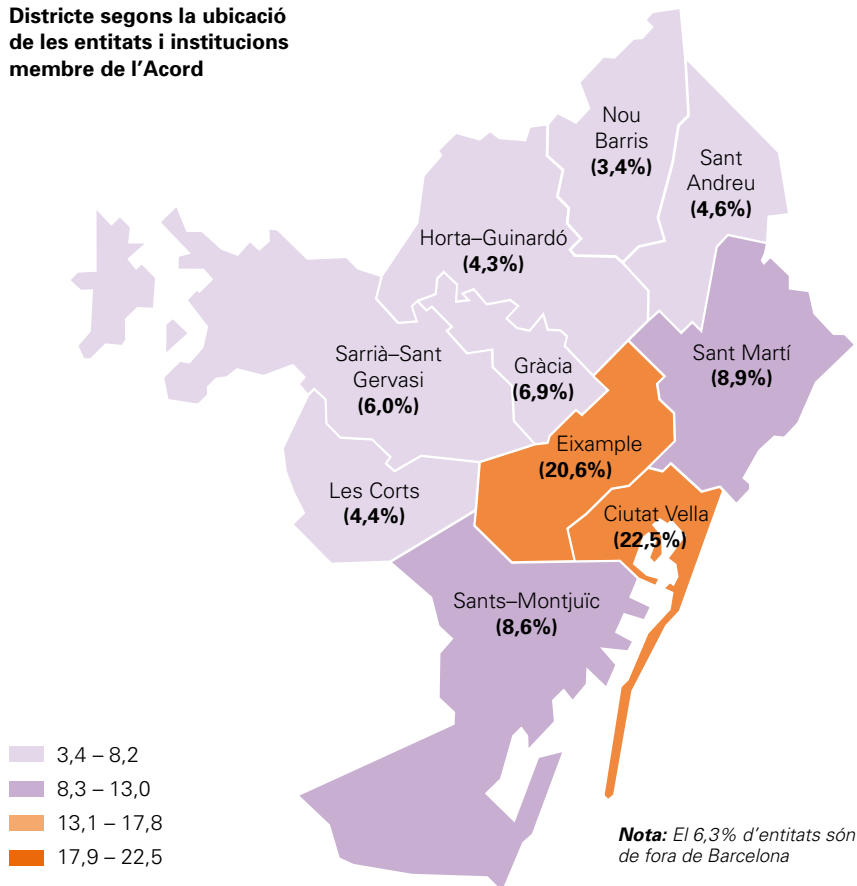 Districte segons la ubicació
de les entitats i institucions
membre de l'Acord
Nou
Barris
(3,4%)
Sant
Andreu
(4,6%)
Horta–Guinardó
(4,3%)
Sarrià–Sant
Gervasi
(6,0%)
Gràcia
(6,9%)
Sant Martí
(8,9%)
Eixample
(20,6%)
Les Corts
(4,4%)
Ciutat Vella
(22,5%)
Sants–Montjuïc
(8,6%)
3,4 – 8,2
8,3 – 13,0
13,1 – 17,8
17,9 – 22,5
Nota: El 6,3% d'entitats són
de fora de Barcelona